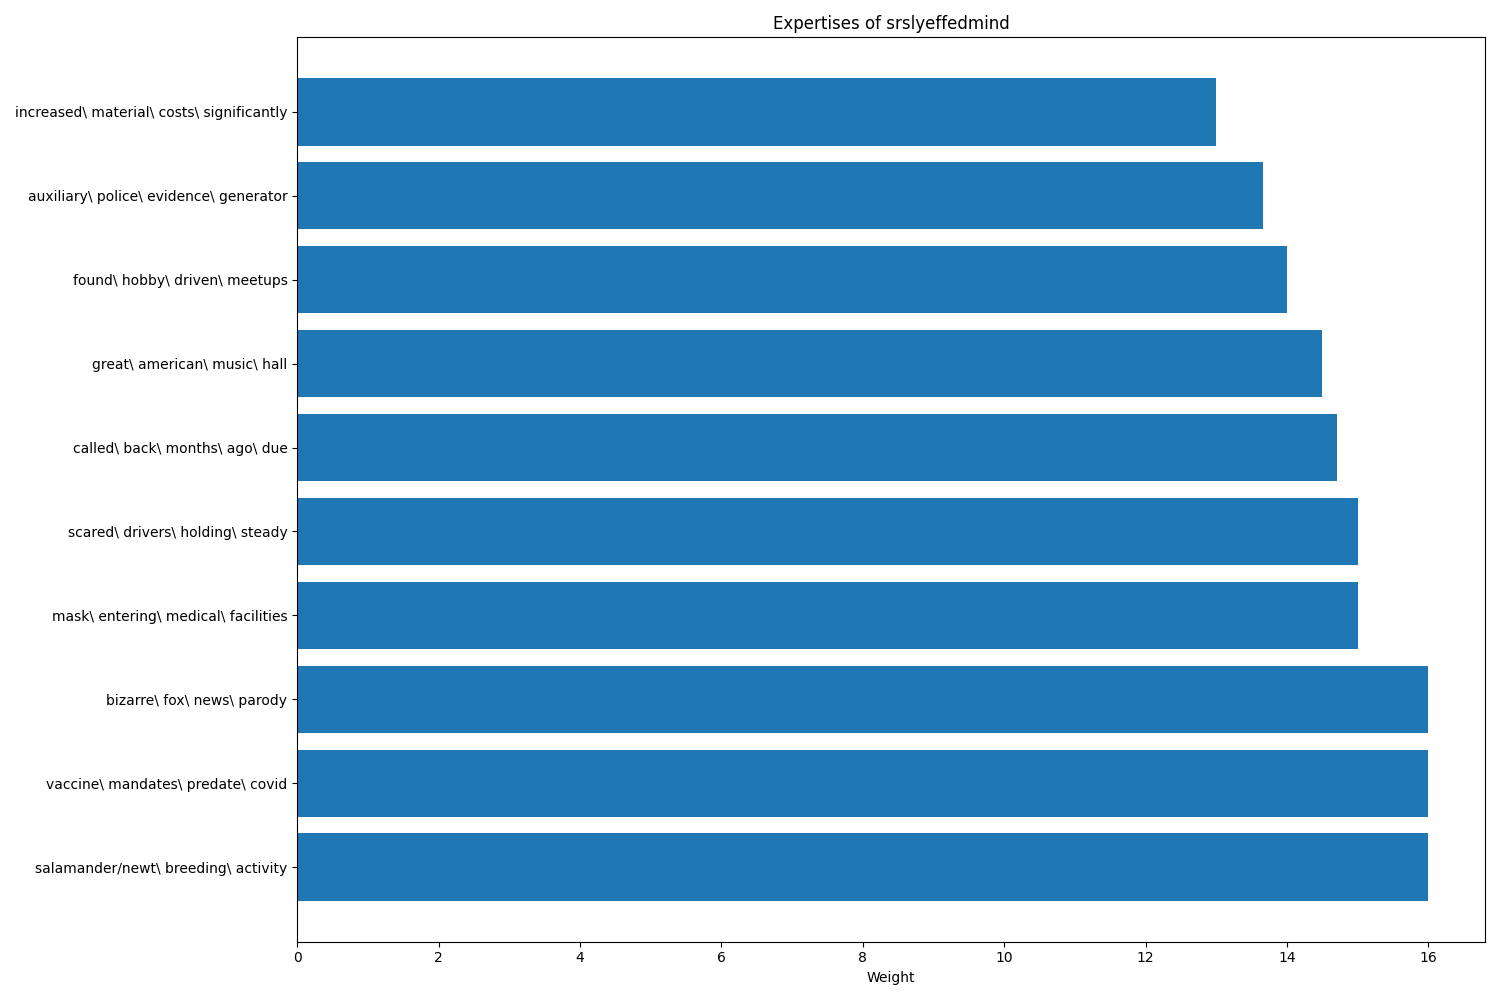 Expertises of srslyeffedmind
increased\ material\ costs\ significantly
auxiliary\ police\ evidence\ generator
found\ hobby\ driven\ meetups
great\ american\ music\ hall
called\ back\ months\ ago\ due
scared\ drivers\ holding\ steady
mask\ entering\ medical\ facilities
bizarre\ fox\ news\ parody
vaccine\ mandates\ predate\ covid
salamander/newt\ breeding\ activity
0 2 4 6 8 10 12 14 16
Weight